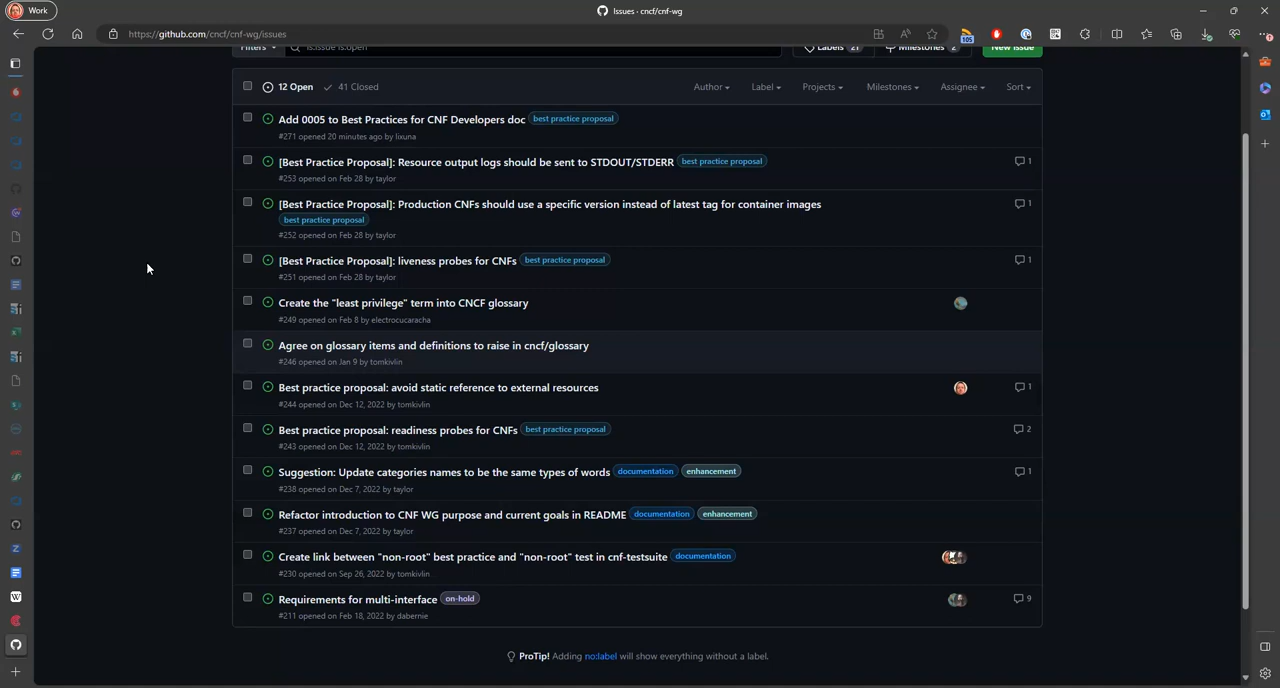 Work
Issues · cncf/cnf-wg
https://github.com/cncf/cnf-wg/issues
105
Filters
is:issue is:open
Labels 21
Milestones 2
New issue
12 Open
41 Closed
Author
Label
Projects
Milestones
Assignee
Sort
Add 0005 to Best Practices for CNF Developers doc best practice proposal
#271 opened 20 minutes ago by lixuna
[Best Practice Proposal]: Resource output logs should be sent to STDOUT/STDERR best practice proposal
1
#253 opened on Feb 28 by taylor
[Best Practice Proposal]: Production CNFs should use a specific version instead of latest tag for container images
1
best practice proposal
#252 opened on Feb 28 by taylor
[Best Practice Proposal]: liveness probes for CNFs best practice proposal
1
#251 opened on Feb 28 by taylor
Create the "least privilege" term into CNCF glossary
#249 opened on Feb 8 by electrocucaracha
Agree on glossary items and definitions to raise in cncf/glossary
#246 opened on Jan 9 by tomkivlin
Best practice proposal: avoid static reference to external resources
1
#244 opened on Dec 12, 2022 by tomkivlin
Best practice proposal: readiness probes for CNFs best practice proposal
2
#243 opened on Dec 12, 2022 by tomkivlin
Suggestion: Update categories names to be the same types of words documentation enhancement
1
#238 opened on Dec 7, 2022 by taylor
Refactor introduction to CNF WG purpose and current goals in README documentation enhancement
#237 opened on Dec 7, 2022 by taylor
Create link between "non-root" best practice and "non-root" test in cnf-testsuite documentation
#230 opened on Sep 26, 2022 by tomkivlin
Requirements for multi-interface on-hold
9
#211 opened on Feb 18, 2022 by dabernie
ProTip! Adding no:label will show everything without a label.